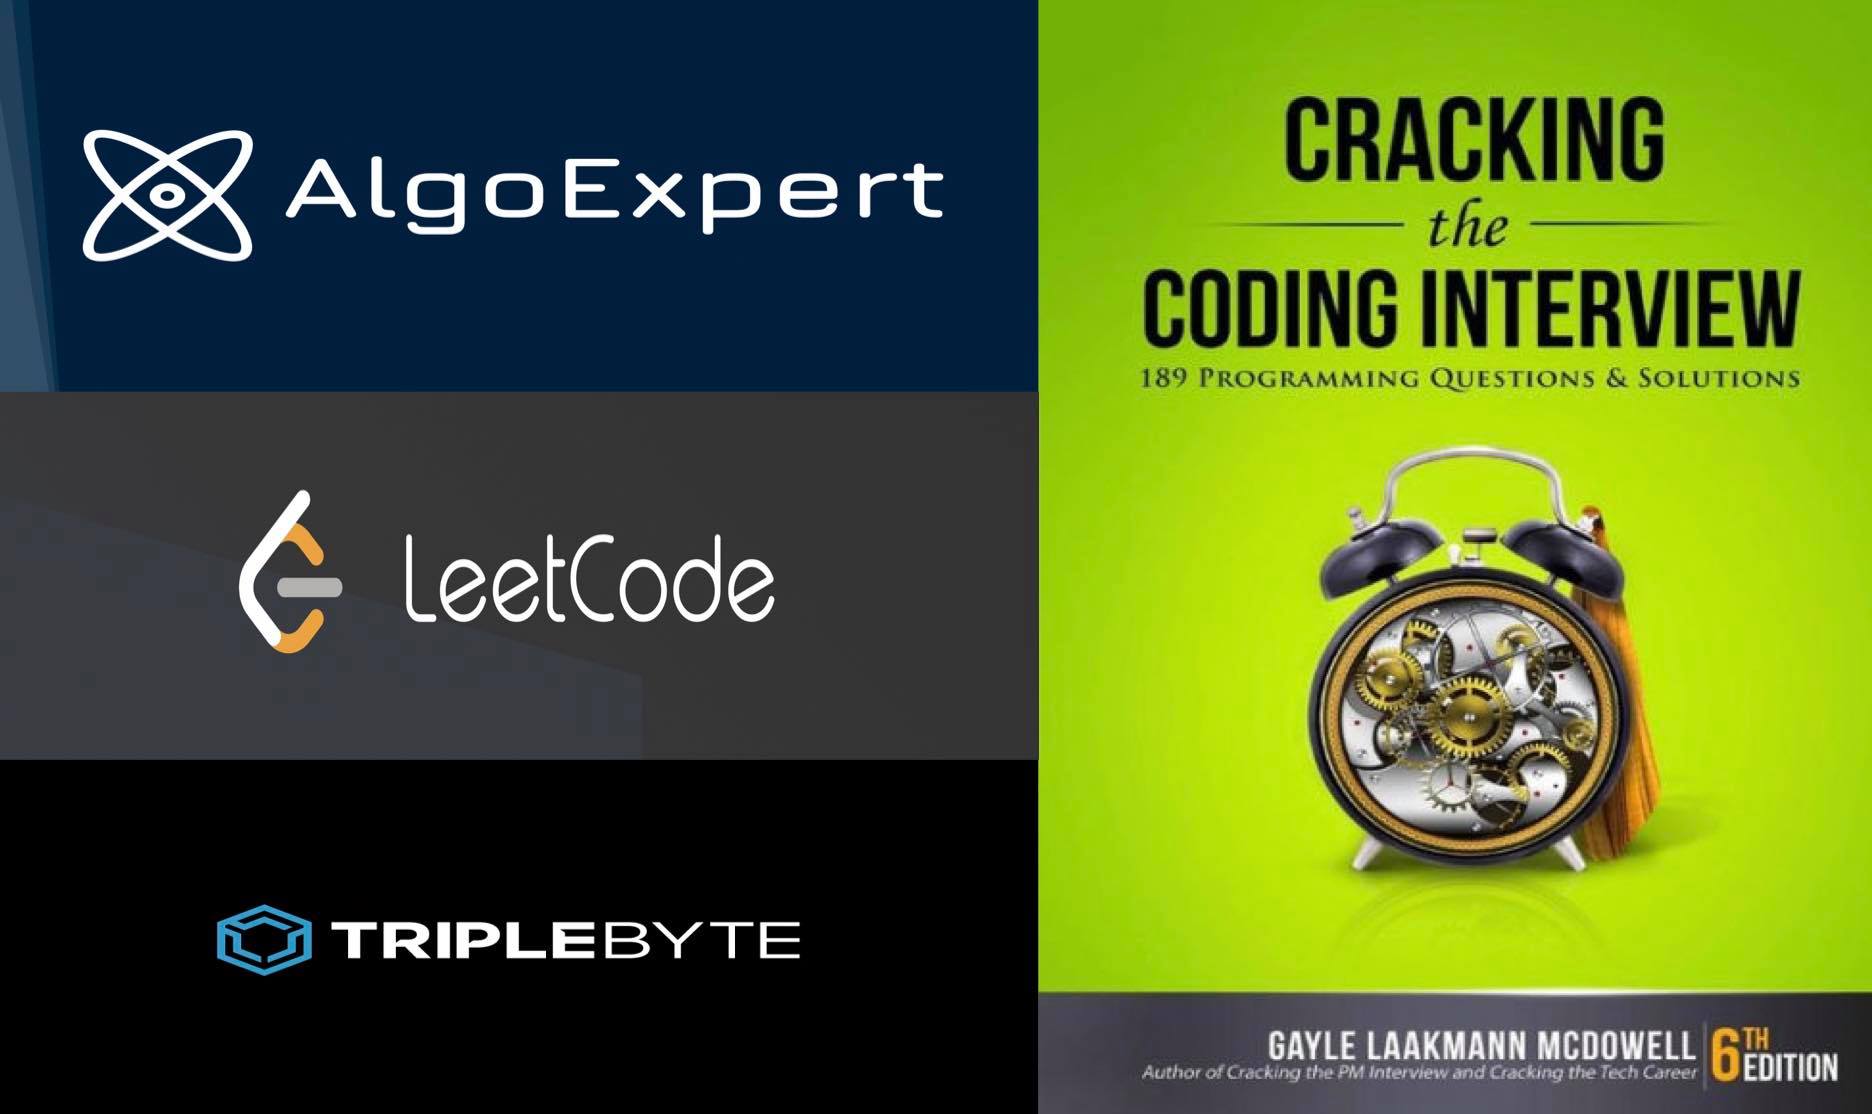 AlgoExpert
LeetCode
TRIPLEBYTE
CRACKING
the
CODING INTERVIEW
189 PROGRAMMING QUESTIONS & SOLUTIONS
GAYLE LAAKMANN MCDOWELL
Author of Cracking the PM Interview and Cracking the Tech Career
6TH
EDITION